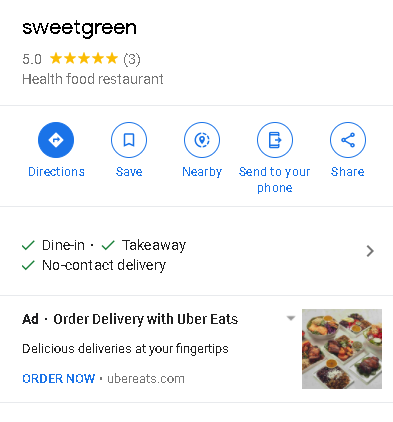 sweetgreen
5.0 ★★★★★ (3)
Health food restaurant
Directions
Save
Nearby
Send to your
phone
Share
Dine-in · Takeaway
No-contact delivery
Ad · Order Delivery with Uber Eats
Delicious deliveries at your fingertips
ORDER NOW • ubereats.com